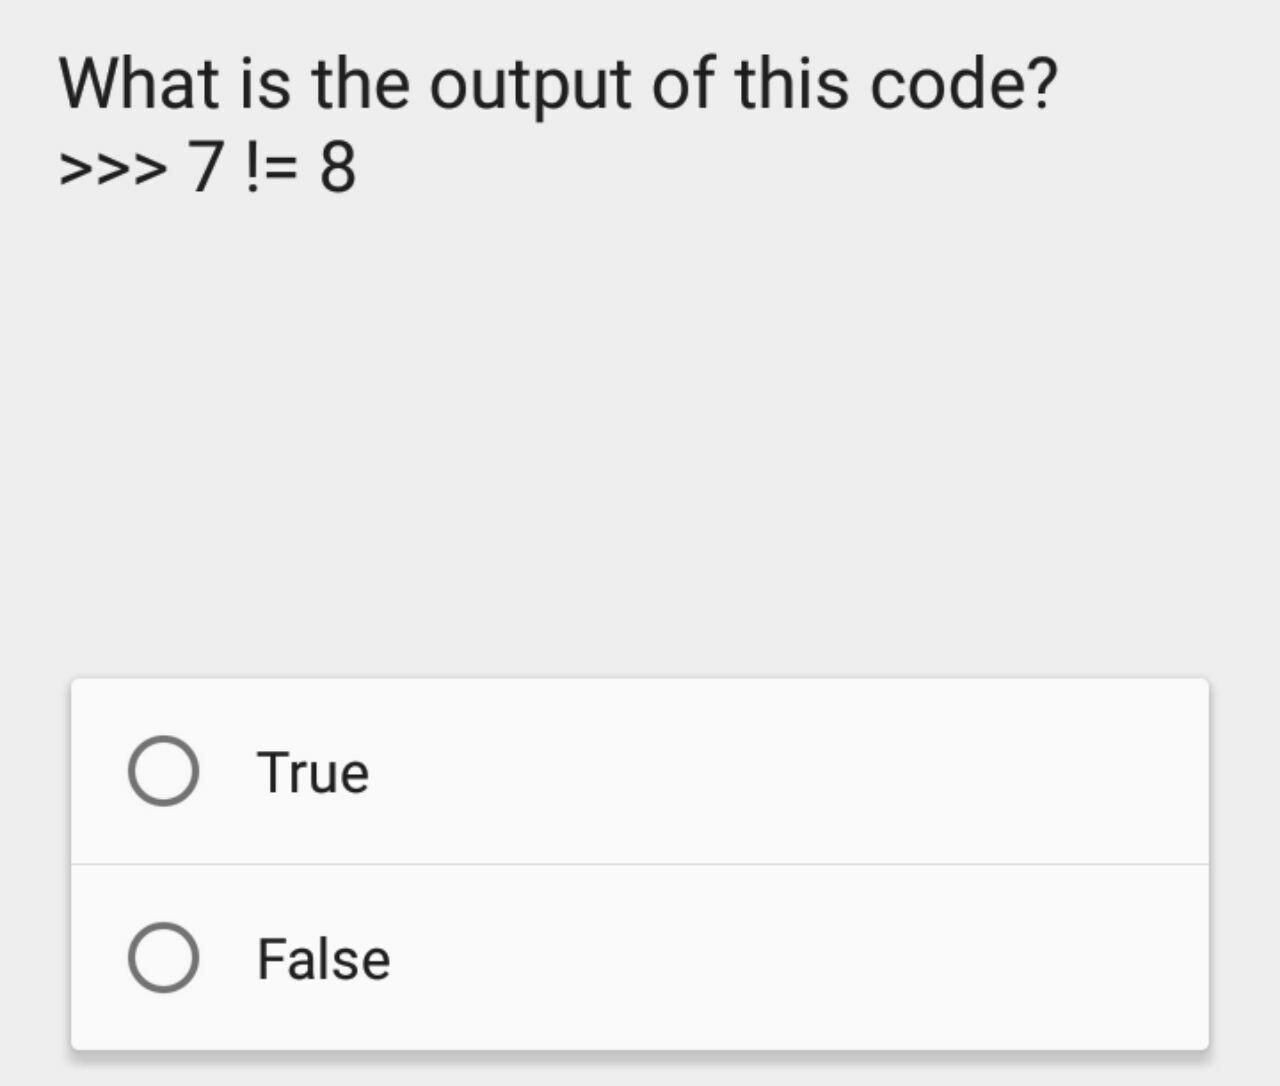 What is the output of this code?
>>> 7 != 8
True
False